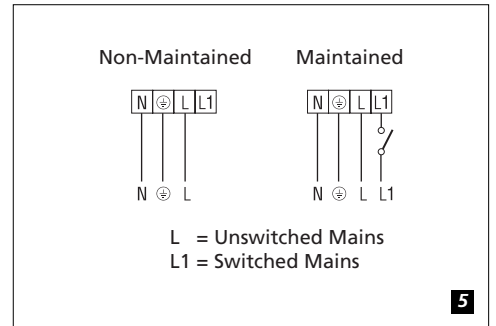 Non-Maintained Maintained
N ⏚ L L1 N ⏚ L L1
N ⏚ L N ⏚ L L1
L = Unswitched Mains
L1 = Switched Mains
5